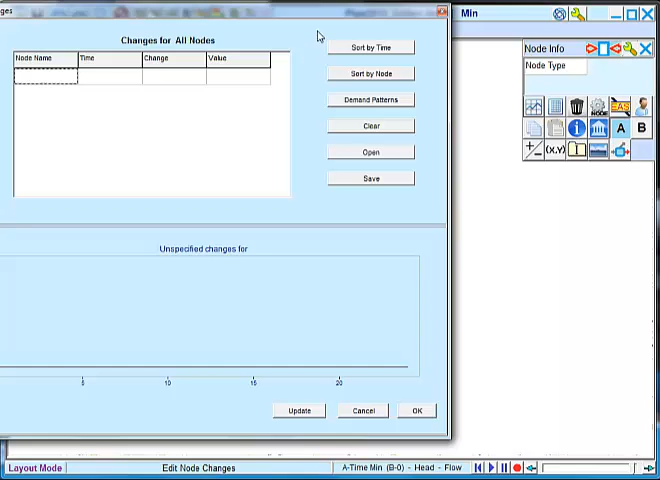 ges
Min
Changes for All Nodes
Node Name Time Change Value
Sort by Time
Sort by Node
Demand Patterns
Clear
Open
Save
Node Info
Node Type
NODE
EAS
A B
(X,Y)
Unspecified changes for
5 10 15 20
Update Cancel OK
Layout Mode Edit Node Changes A-Time Min (B-0) - Head - Flow